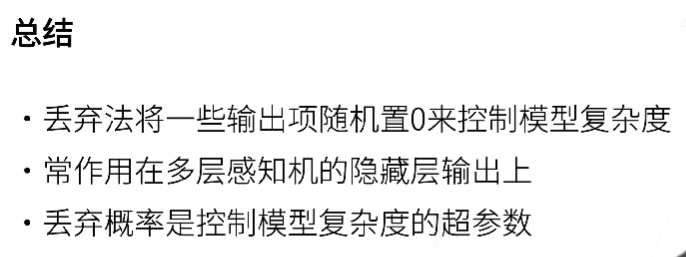 总结
· 丢弃法将一些输出项随机置0来控制模型复杂度
· 常作用在多层感知机的隐藏层输出上
· 丢弃概率是控制模型复杂度的超参数